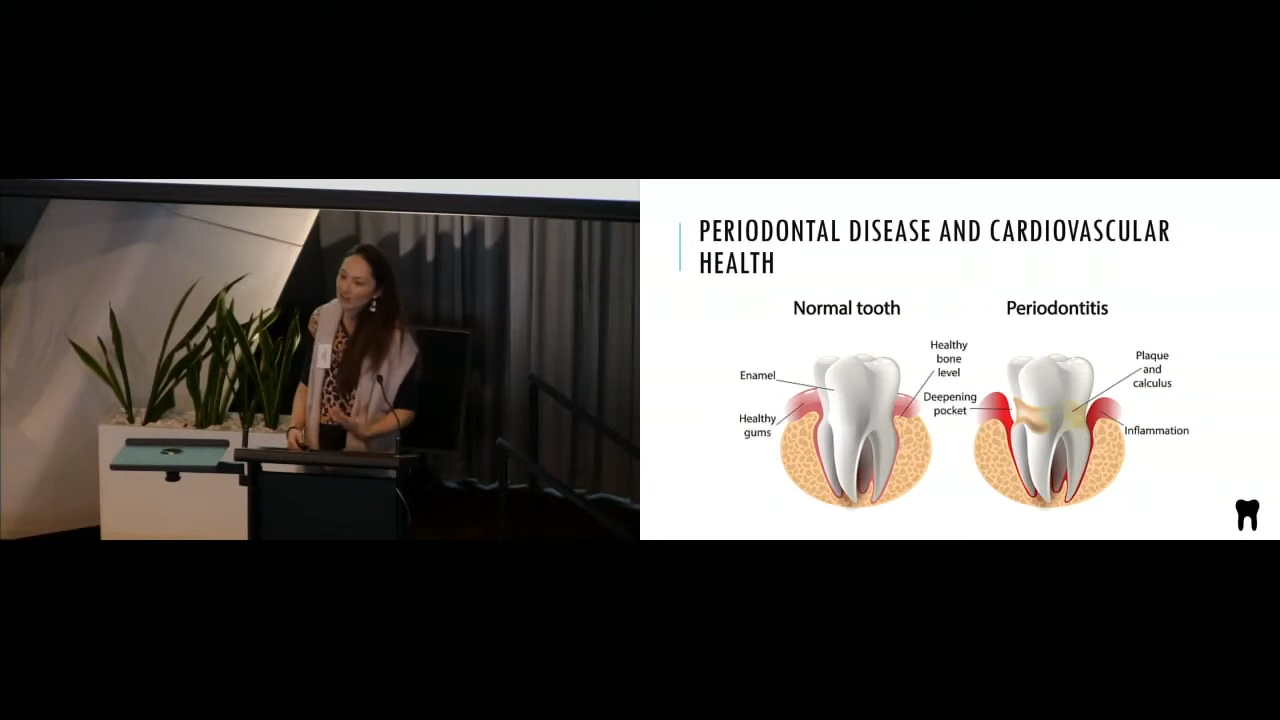 PERIODONTAL DISEASE AND CARDIOVASCULAR
HEALTH
Normal tooth
Periodontitis
Enamel
Healthy
gums
Healthy
bone
level
Deepening
pocket
Plaque
and
calculus
Inflammation